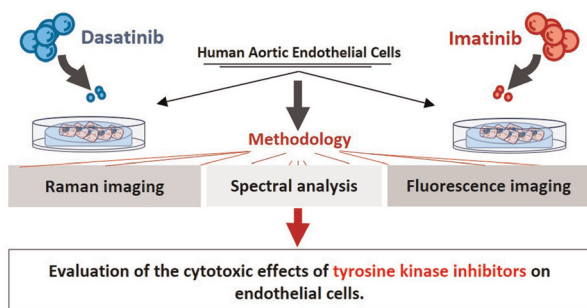 Dasatinib
Human Aortic Endothelial Cells
Imatinib
Methodology
Raman imaging
Spectral analysis
Fluorescence imaging
Evaluation of the cytotoxic effects of tyrosine kinase inhibitors on
endothelial cells.